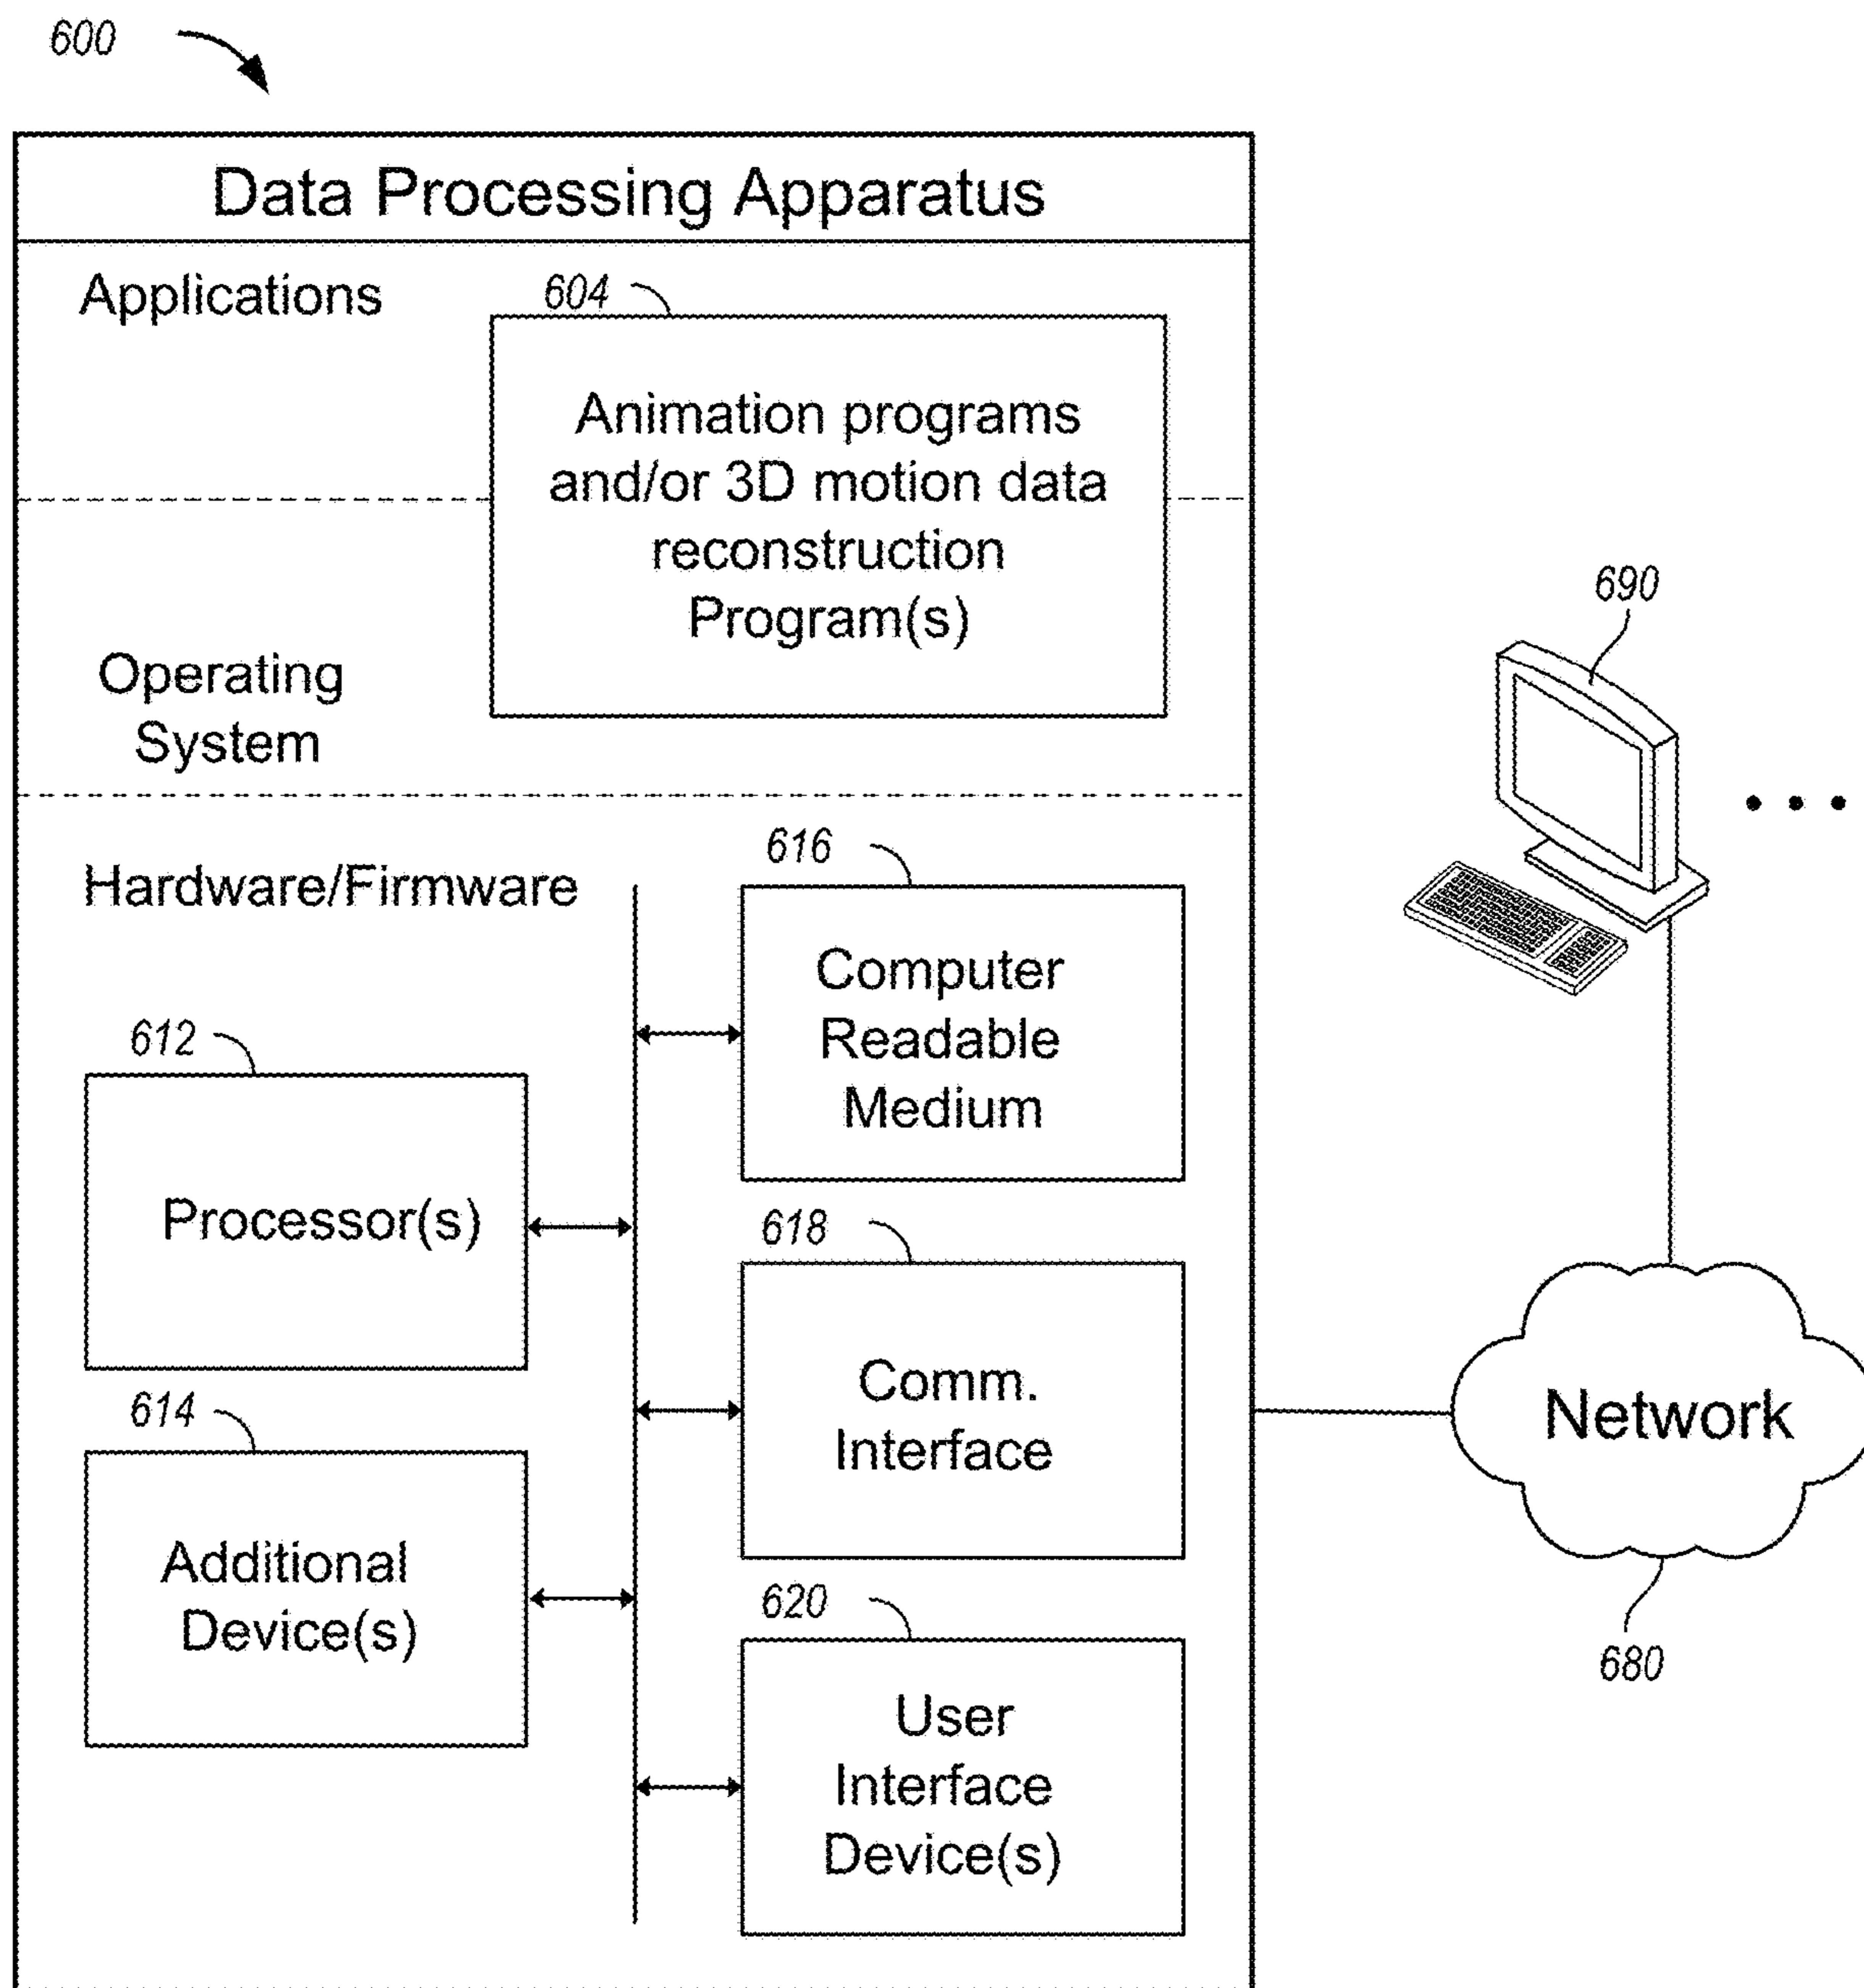 600
Data Processing Apparatus
Applications
604
Animation programs
and/or 3D motion data
reconstruction
Program(s)
Operating
System
690
Hardware/Firmware
616
Computer
Readable
Medium
612
Processor(s)
618
Comm.
Interface
Network
614
Additional
Device(s)
620
User
Interface
Device(s)
680